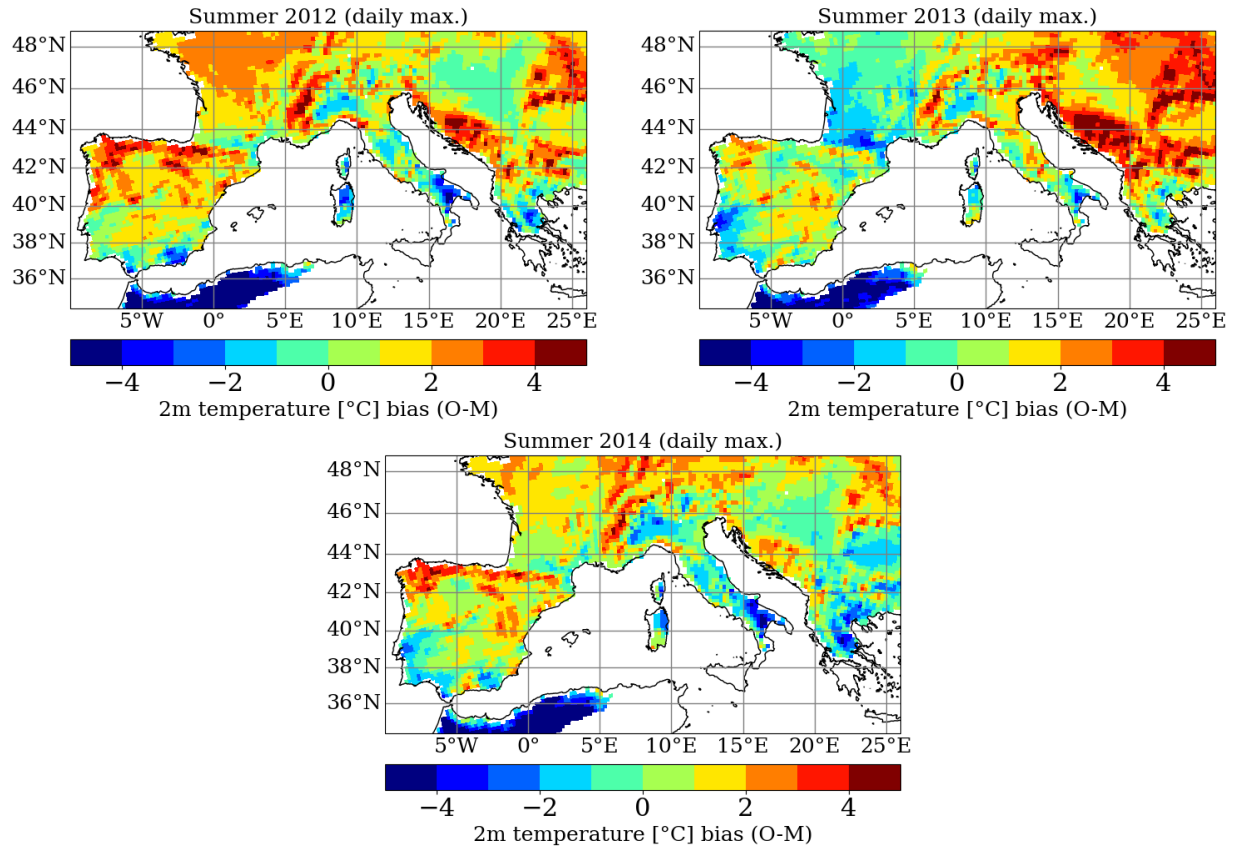 Summer 2012 (daily max.)
48°N
46°N
44°N
42°N
40°N
38°N
36°N
5°W 0° 5°E 10°E 15°E 20°E 25°E
−4 −2 0 2 4
2m temperature [°C] bias (O-M)
Summer 2013 (daily max.)
48°N
46°N
44°N
42°N
40°N
38°N
36°N
5°W 0° 5°E 10°E 15°E 20°E 25°E
−4 −2 0 2 4
2m temperature [°C] bias (O-M)
Summer 2014 (daily max.)
48°N
46°N
44°N
42°N
40°N
38°N
36°N
5°W 0° 5°E 10°E 15°E 20°E 25°E
−4 −2 0 2 4
2m temperature [°C] bias (O-M)